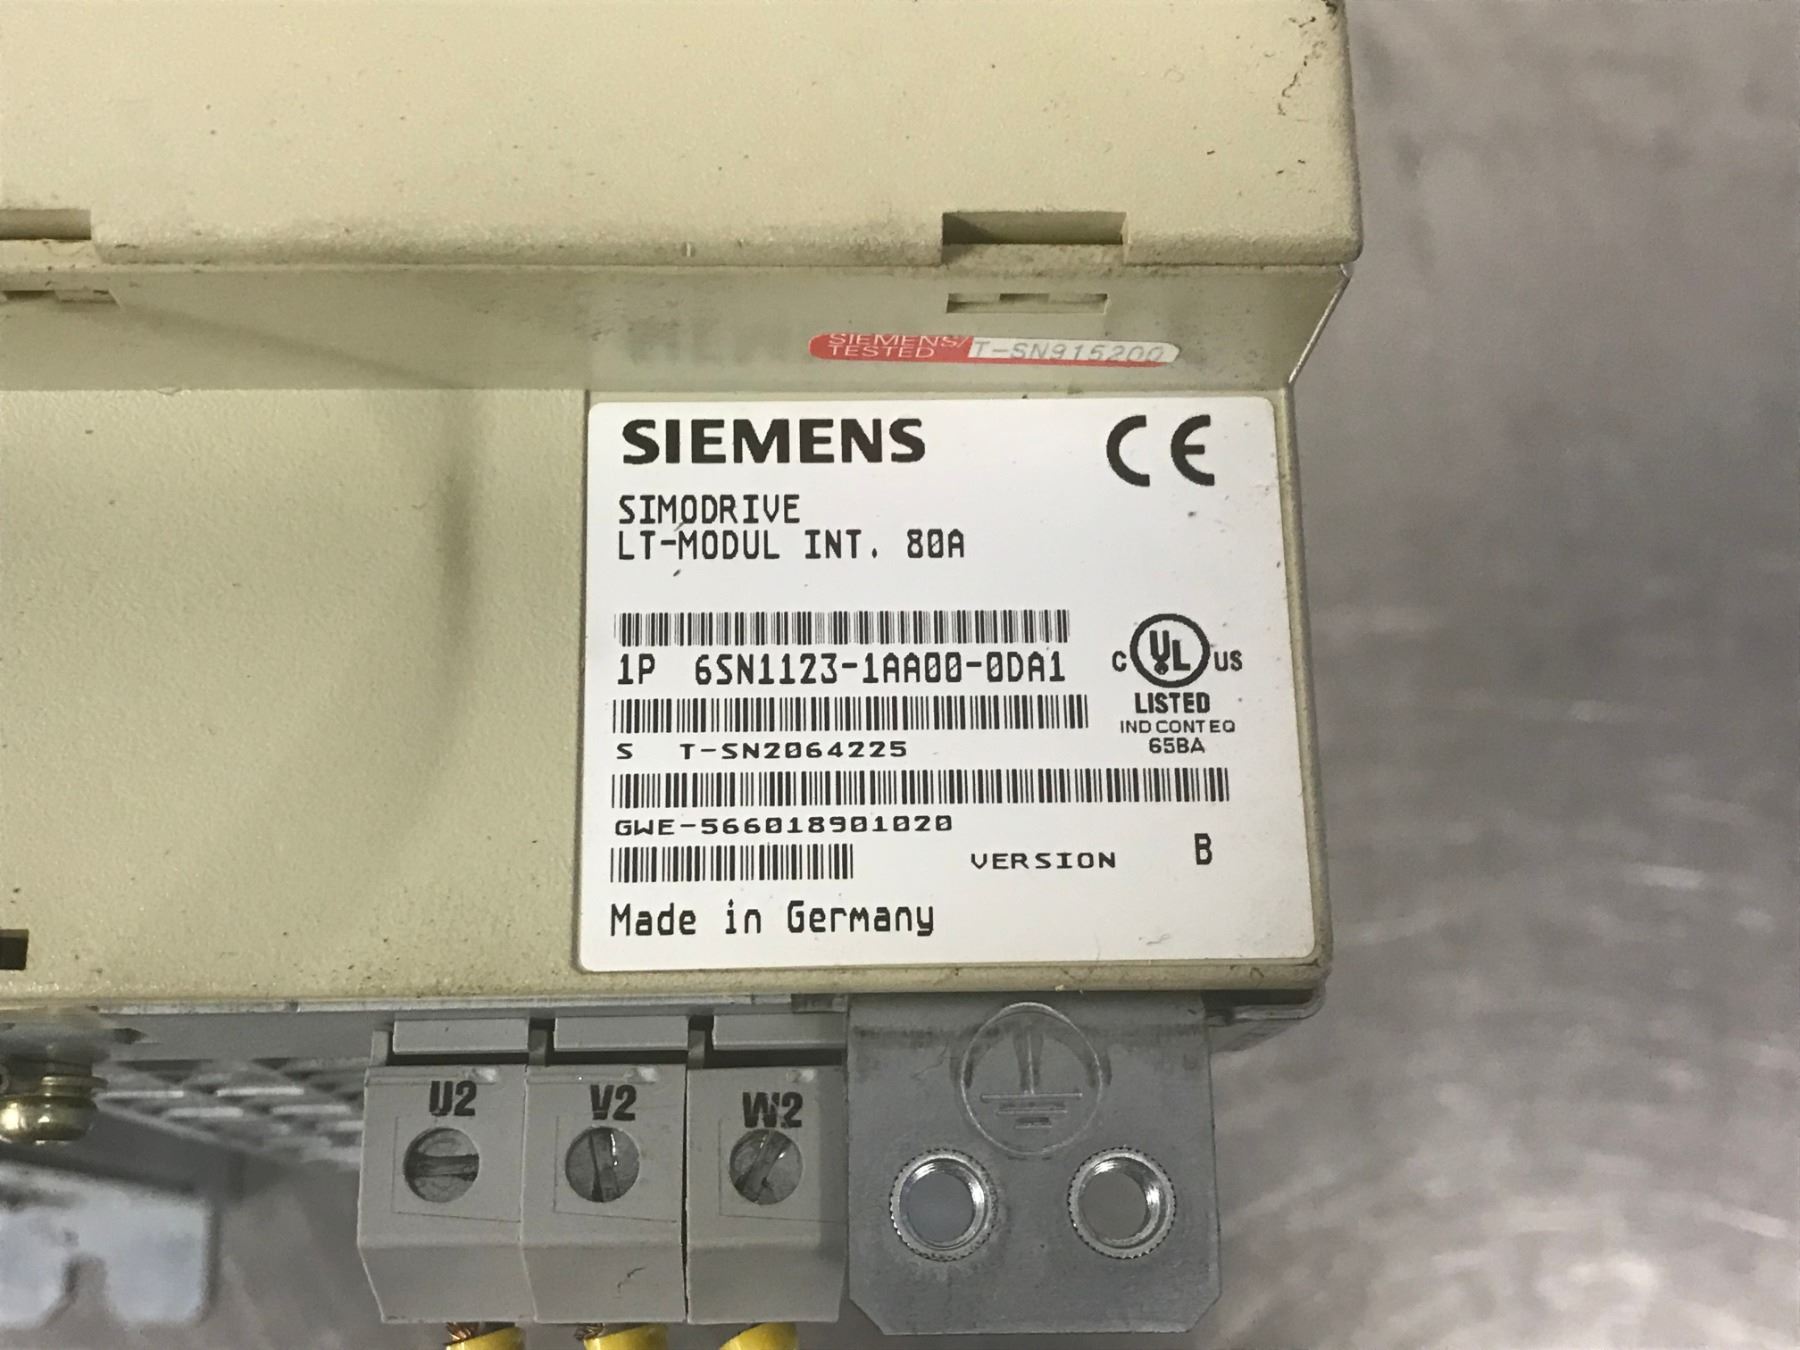 SIEMENS/
TESTED T-SN915200
SIEMENS CE
SIMODRIVE
LT-MODUL INT. 80A
1P 6SN1123-1AA00-0DA1
C UL US
LISTED
IND CONT EQ
65BA
S T-SN2064225
GWE-566018901020
VERSION B
Made in Germany
U2 V2 W2